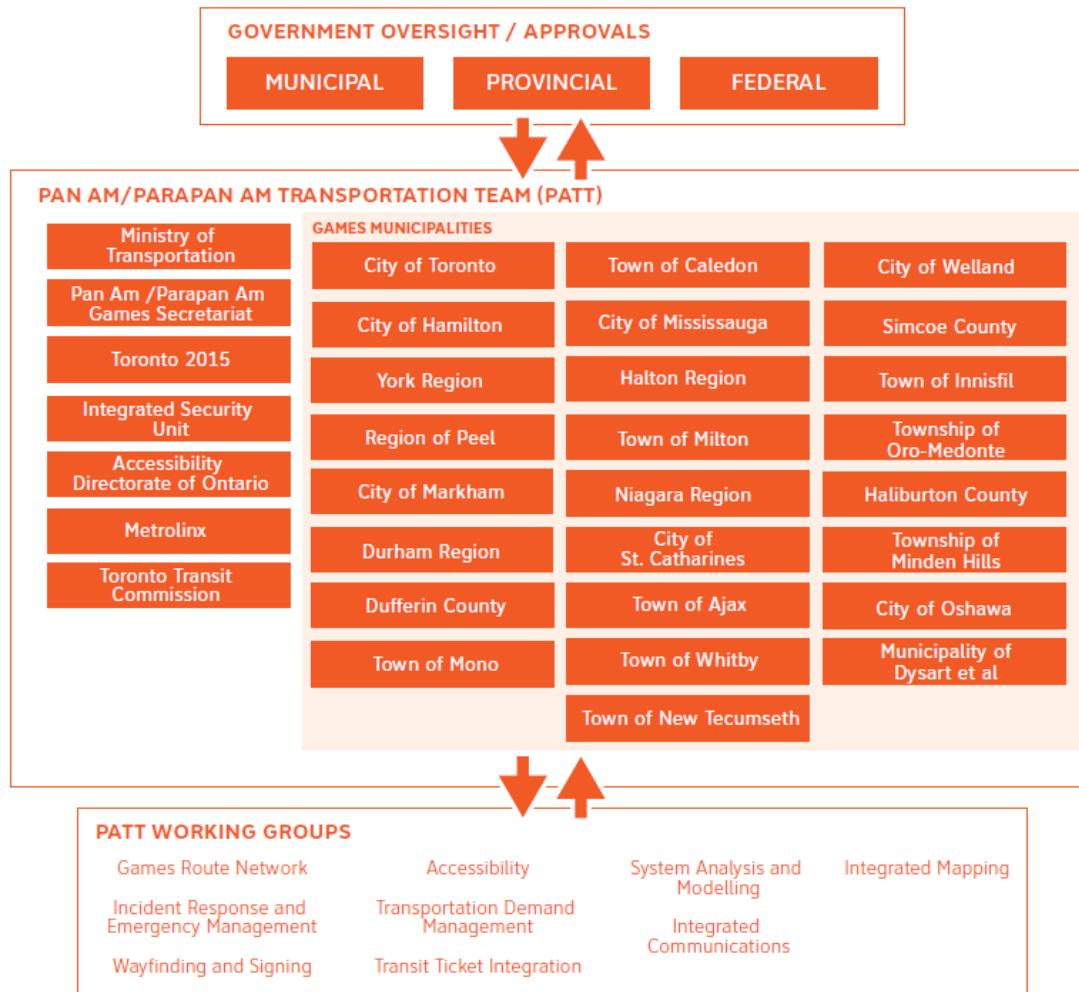 GOVERNMENT OVERSIGHT / APPROVALS
MUNICIPAL
PROVINCIAL
FEDERAL
PAN AM/PARAPAN AM TRANSPORTATION TEAM (PATT)
Ministry of
Transportation
Pan Am /Parapan Am
Games Secretariat
Toronto 2015
Integrated Security
Unit
Accessibility
Directorate of Ontario
Metrolinx
Toronto Transit
Commission
GAMES MUNICIPALITIES
City of Toronto
City of Hamilton
York Region
Region of Peel
City of Markham
Durham Region
Dufferin County
Town of Mono
Town of Caledon
City of Mississauga
Halton Region
Town of Milton
Niagara Region
City of
St. Catharines
Town of Ajax
Town of Whitby
Town of New Tecumseth
City of Welland
Simcoe County
Town of Innisfil
Township of
Oro-Medonte
Haliburton County
Township of
Minden Hills
City of Oshawa
Municipality of
Dysart et al
PATT WORKING GROUPS
Games Route Network
Incident Response and
Emergency Management
Wayfinding and Signing
Accessibility
Transportation Demand
Management
Transit Ticket Integration
System Analysis and
Modelling
Integrated
Communications
Integrated Mapping